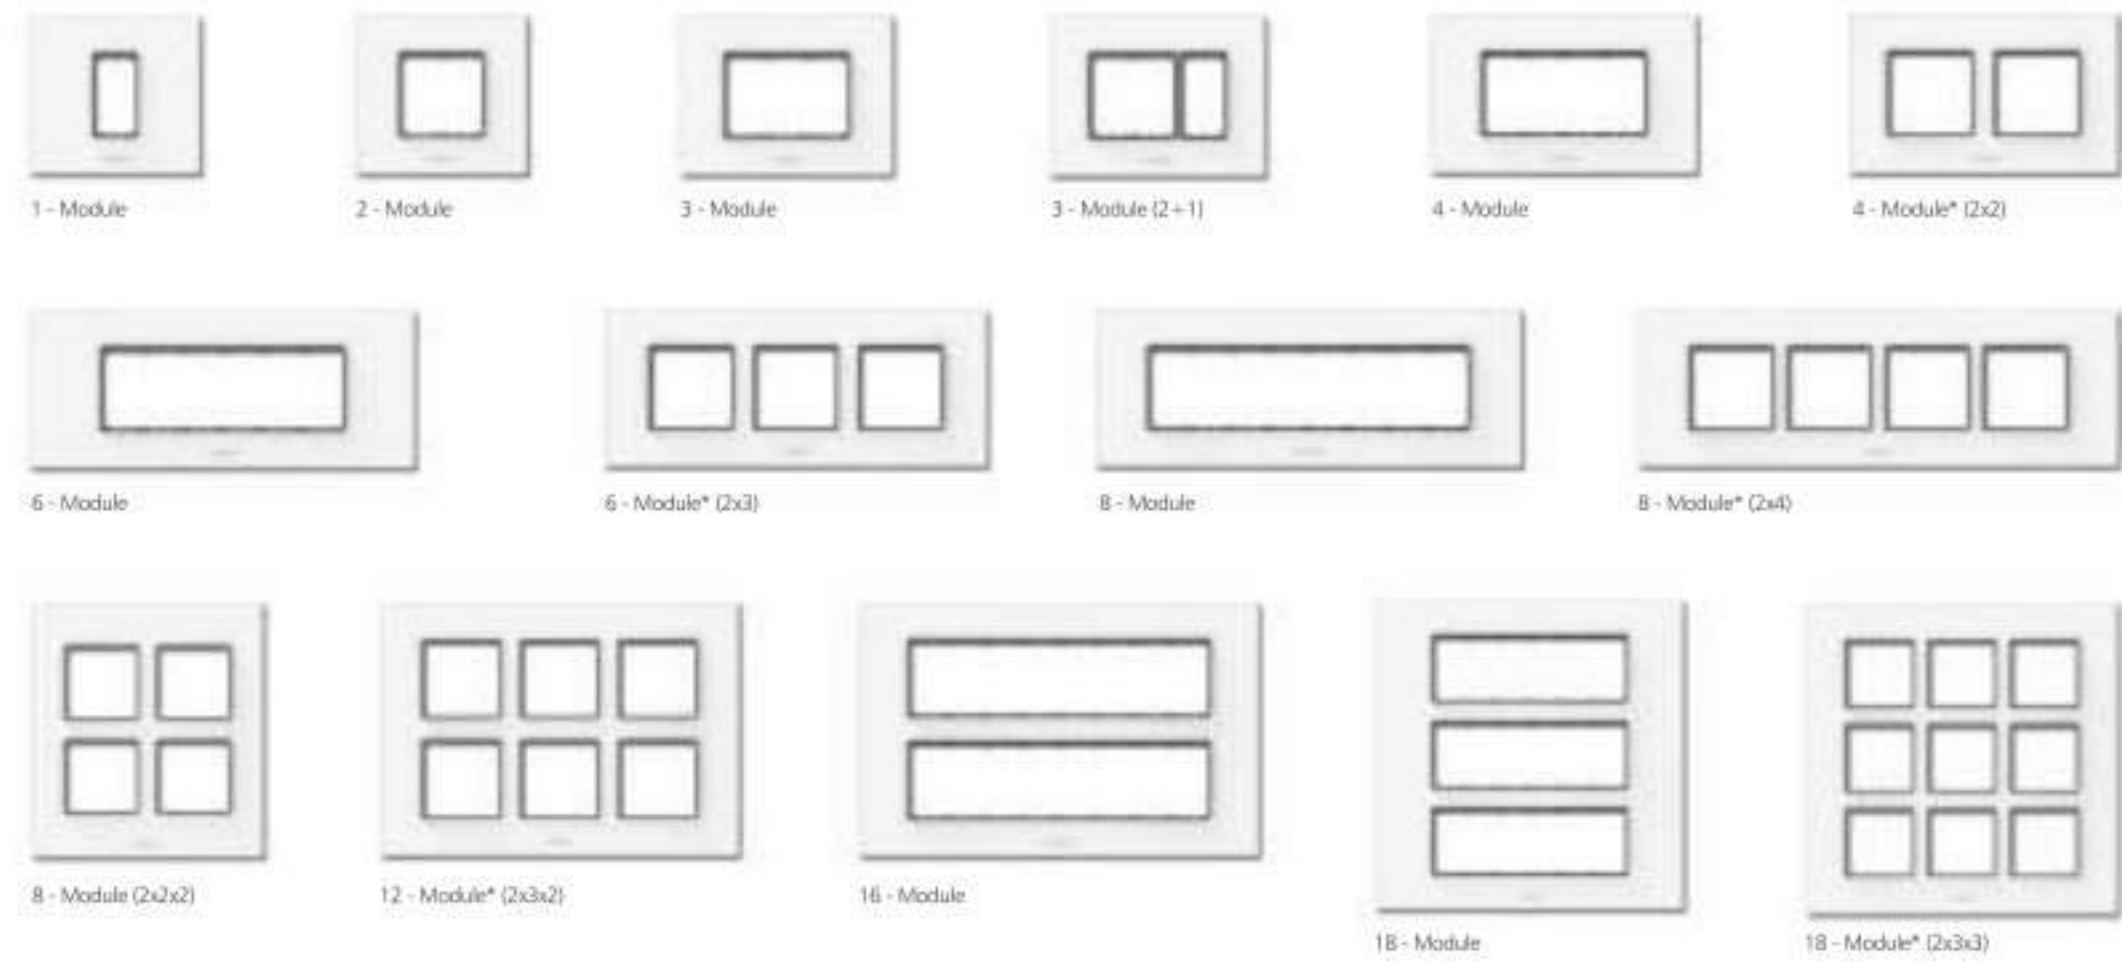 1 - Module
2 - Module
3 - Module
3 - Module (2+1)
4 - Module
4 - Module* (2x2)
6 - Module
6 - Module* (2x3)
8 - Module
8 - Module* (2x4)
8 - Module (2x2x2)
12 - Module* (2x3x2)
16 - Module
18 - Module
18 - Module* (2x3x3)